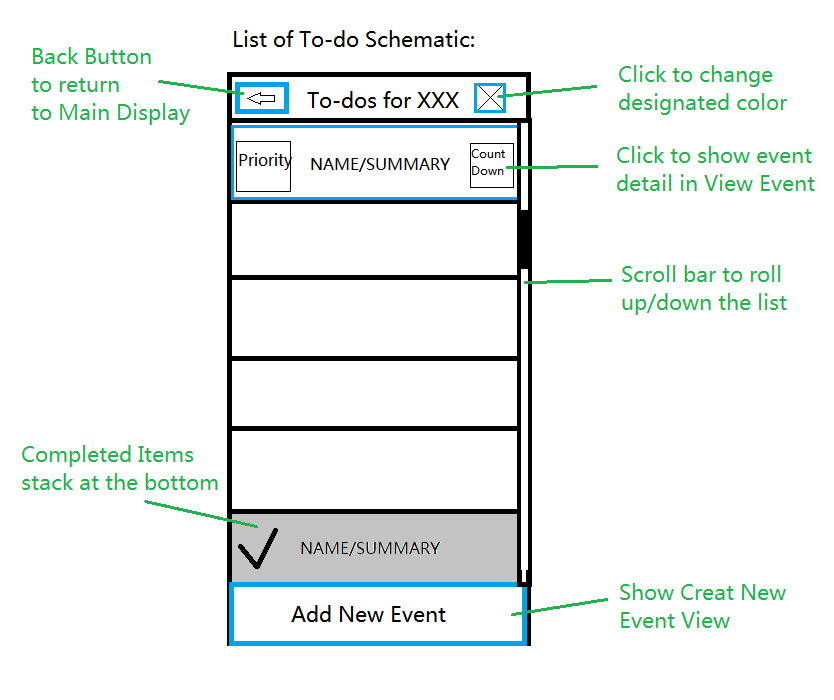 List of To-do Schematic:
Back Button
to return
to Main Display
To-dos for XXX
Click to change
designated color
Priority
NAME/SUMMARY
Count
Down
Click to show event
detail in View Event
Scroll bar to roll
up/down the list
Completed Items
stack at the bottom
NAME/SUMMARY
Add New Event
Show Creat New
Event View